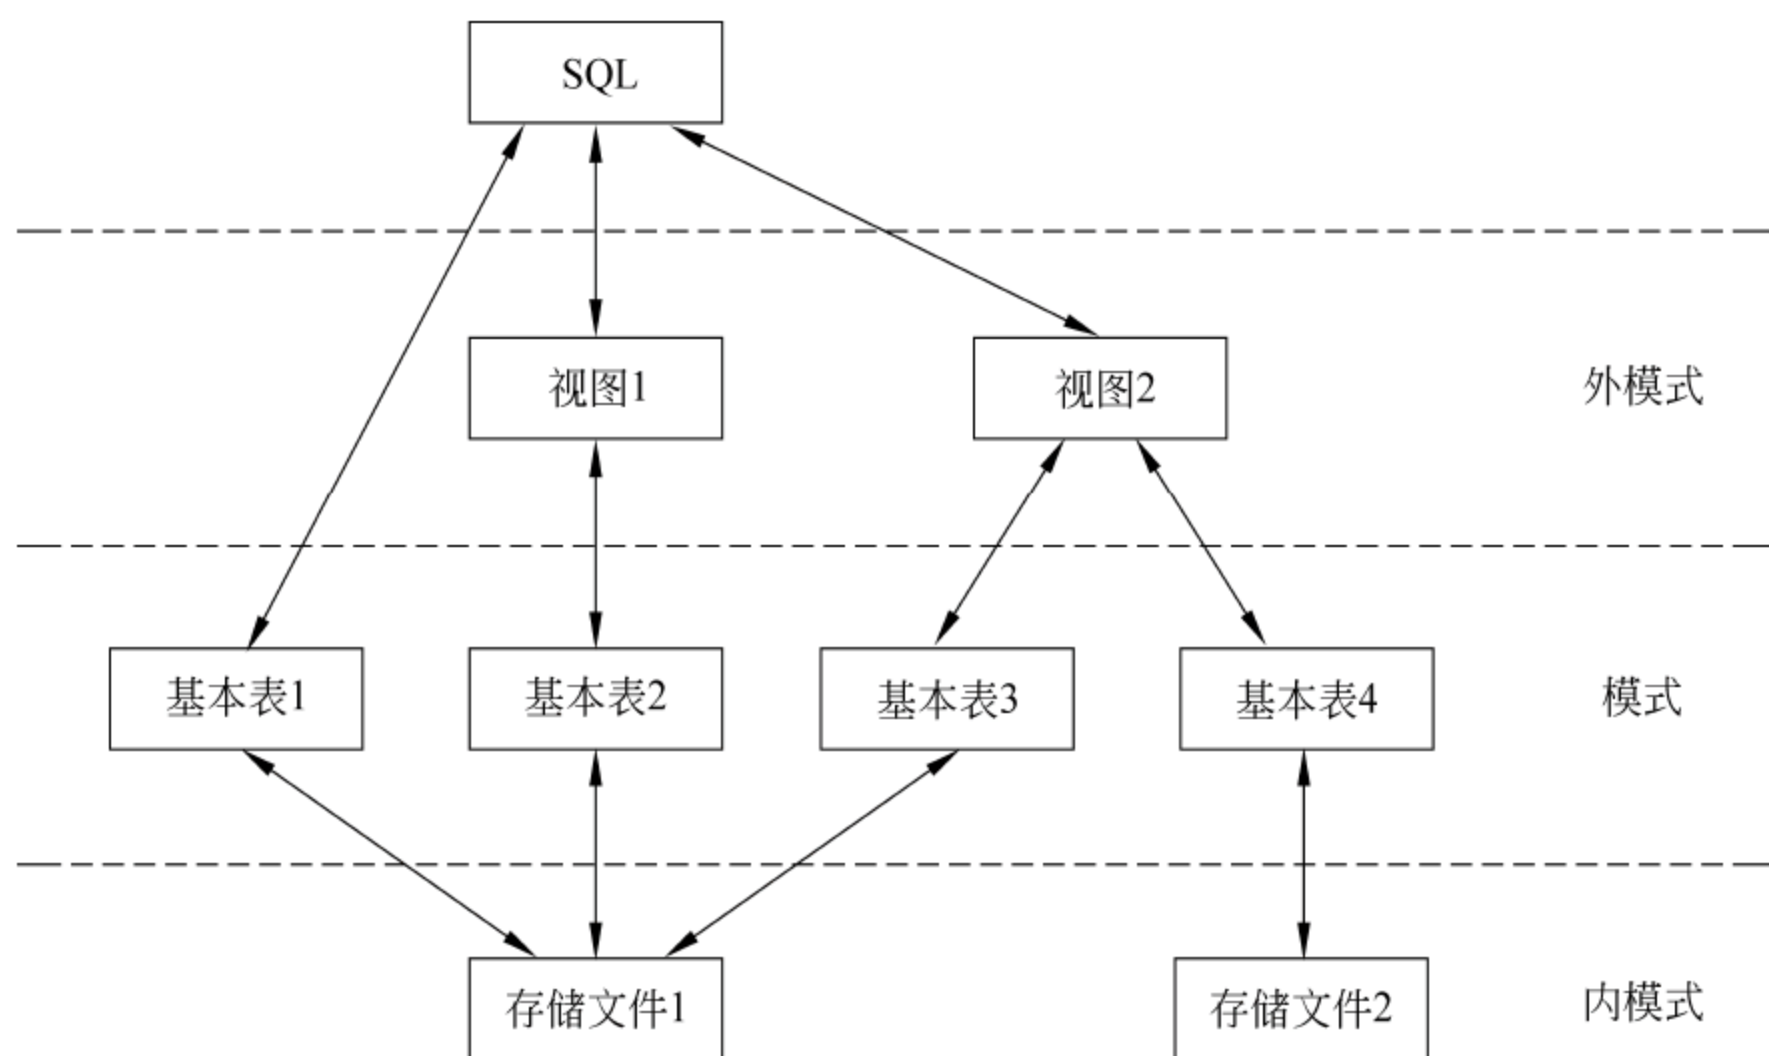 SQL
视图1
视图2
外模式
基本表1
基本表2
基本表3
基本表4
模式
存储文件1
存储文件2
内模式